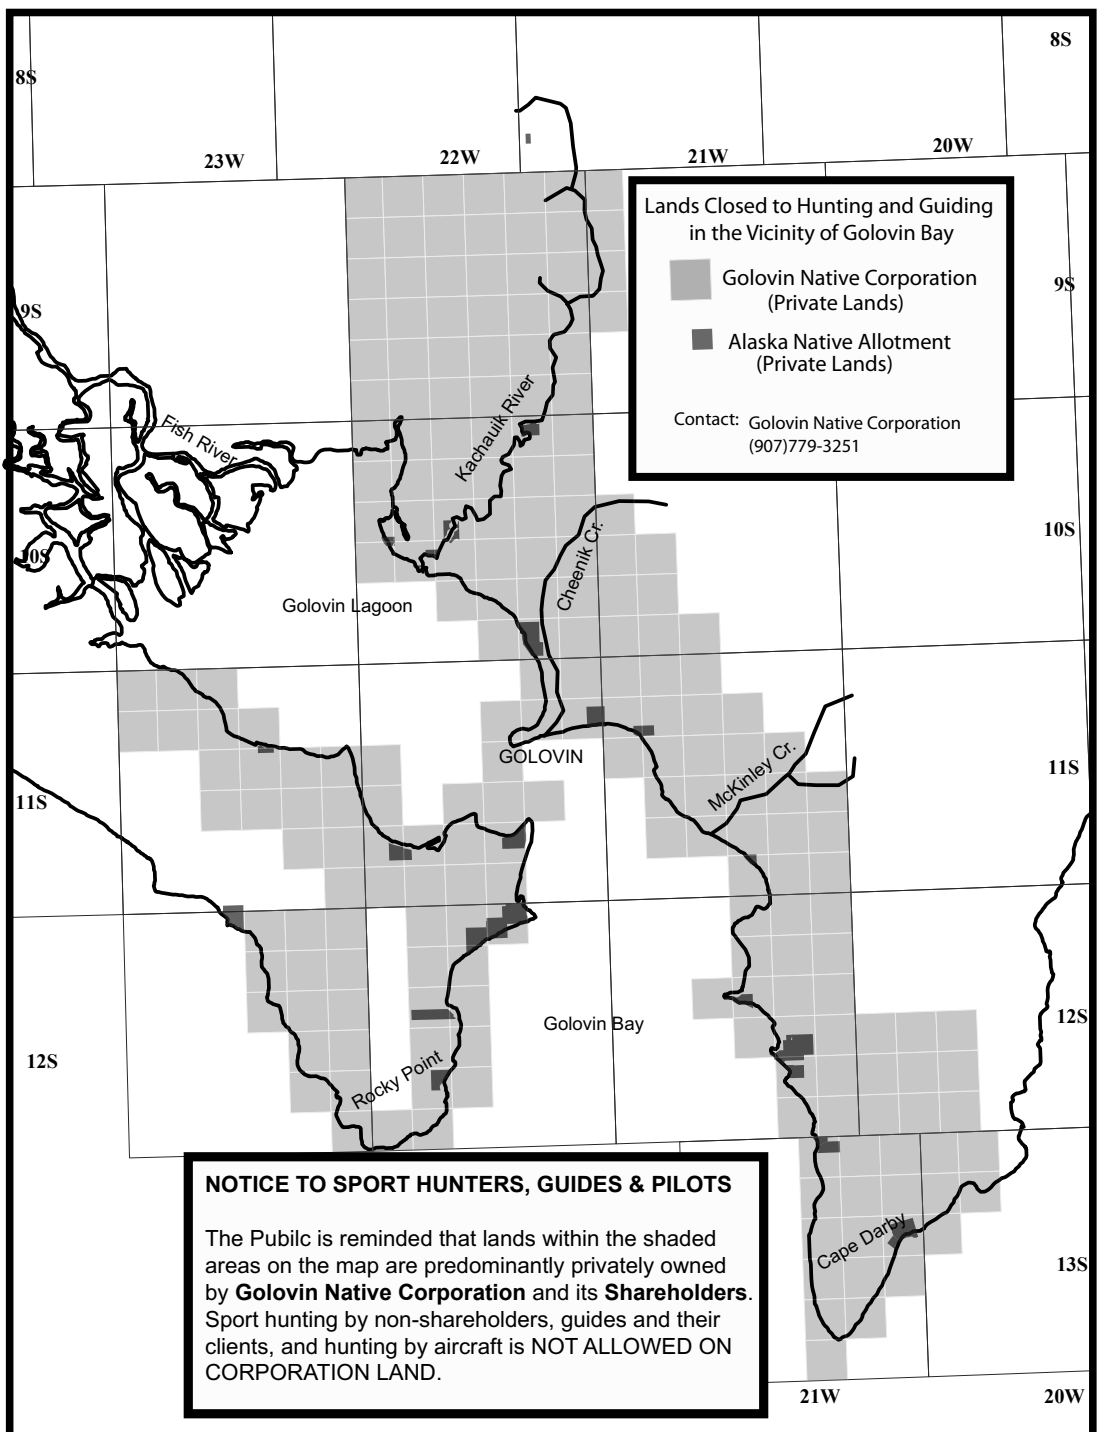 8S
8S
23W
22W
21W
20W
Lands Closed to Hunting and Guiding
in the Vicinity of Golovin Bay
Golovin Native Corporation
(Private Lands)
Alaska Native Allotment
(Private Lands)
Contact: Golovin Native Corporation
(907)779-3251
9S
9S
Fish River
Kachauik River
10S
10S
Cheenik Cr.
Golovin Lagoon
GOLOVIN
McKinley Cr.
11S
11S
Golovin Bay
12S
12S
Rocky Point
NOTICE TO SPORT HUNTERS, GUIDES & PILOTS
The Pubilc is reminded that lands within the shaded
areas on the map are predominantly privately owned
by Golovin Native Corporation and its Shareholders.
Sport hunting by non-shareholders, guides and their
clients, and hunting by aircraft is NOT ALLOWED ON
CORPORATION LAND.
Cape Darby
13S
21W
20W